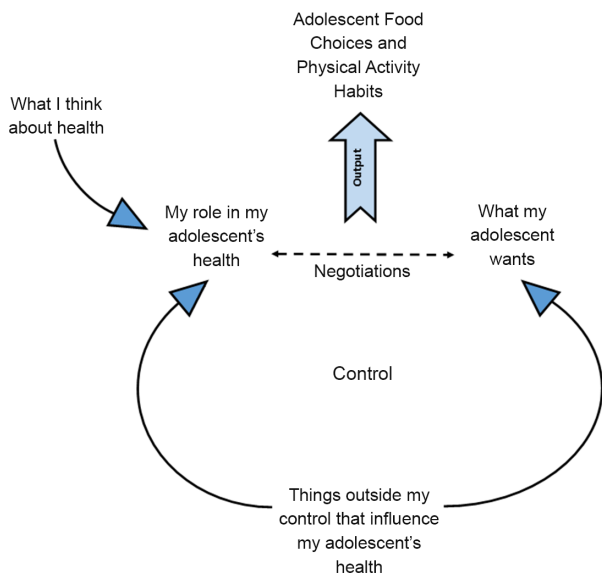 Adolescent Food
Choices and
Physical Activity
Habits
What I think
about health
Output
My role in my
adolescent's
health
What my
adolescent
wants
Negotiations
Control
Things outside my
control that influence
my adolescent's
health